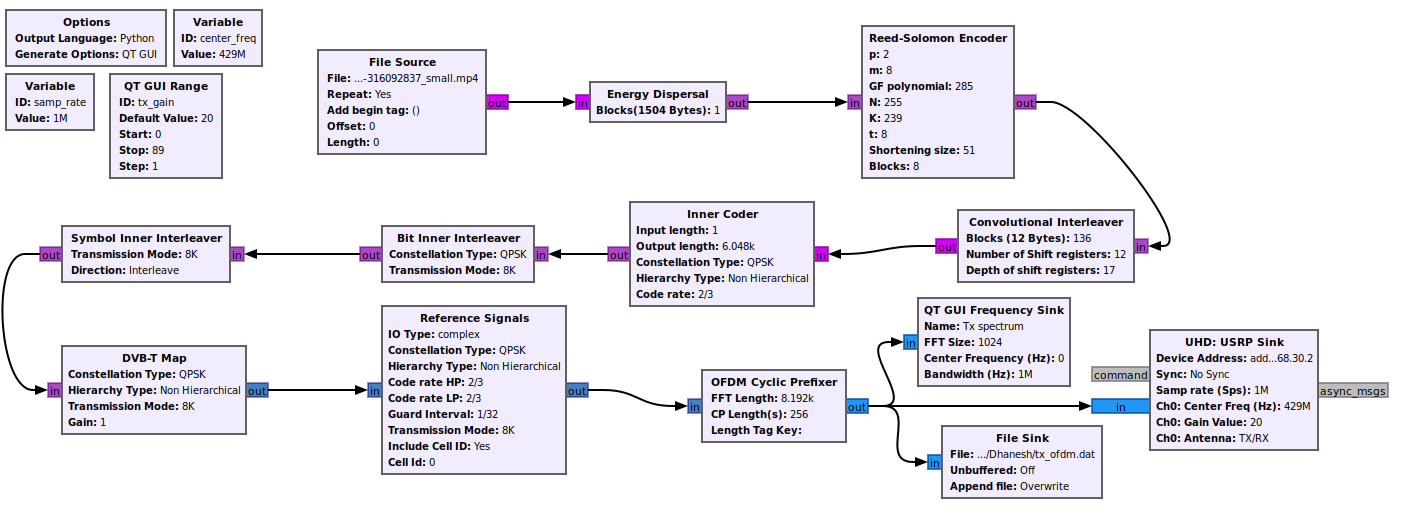 Options
Output Language: Python
Generate Options: QT GUI
Variable
ID: center_freq
Value: 429M
Variable
ID: samp_rate
Value: 1M
QT GUI Range
ID: tx_gain
Default Value: 20
Start: 0
Stop: 89
Step: 1
File Source
File: ...-316092837_small.mp4
Repeat: Yes
Add begin tag: ()
Offset: 0
Length: 0
out
in
Energy Dispersal
Blocks(1504 Bytes): 1
out
in
Reed-Solomon Encoder
p: 2
m: 8
GF polynomial: 285
N: 255
K: 239
t: 8
Shortening size: 51
Blocks: 8
out
in
Convolutional Interleaver
Blocks (12 Bytes): 136
Number of Shift registers: 12
Depth of shift registers: 17
out
in
Inner Coder
Input length: 1
Output length: 6.048k
Constellation Type: QPSK
Hierarchy Type: Non Hierarchical
Code rate: 2/3
out
in
Bit Inner Interleaver
Constellation Type: QPSK
Transmission Mode: 8K
out
in
Symbol Inner Interleaver
Transmission Mode: 8K
Direction: Interleave
out
in
DVB-T Map
Constellation Type: QPSK
Hierarchy Type: Non Hierarchical
Transmission Mode: 8K
Gain: 1
out
in
Reference Signals
IO Type: complex
Constellation Type: QPSK
Hierarchy Type: Non Hierarchical
Code rate HP: 2/3
Code rate LP: 2/3
Guard Interval: 1/32
Transmission Mode: 8K
Include Cell ID: Yes
Cell Id: 0
out
in
OFDM Cyclic Prefixer
FFT Length: 8.192k
CP Length(s): 256
Length Tag Key:
out
in
QT GUI Frequency Sink
Name: Tx spectrum
FFT Size: 1024
Center Frequency (Hz): 0
Bandwidth (Hz): 1M
command
in
UHD: USRP Sink
Device Address: add...68.30.2
Sync: No Sync
Samp rate (Sps): 1M
Ch0: Center Freq (Hz): 429M
Ch0: Gain Value: 20
Ch0: Antenna: TX/RX
async_msgs
in
File Sink
File: .../Dhanesh/tx_ofdm.dat
Unbuffered: Off
Append file: Overwrite